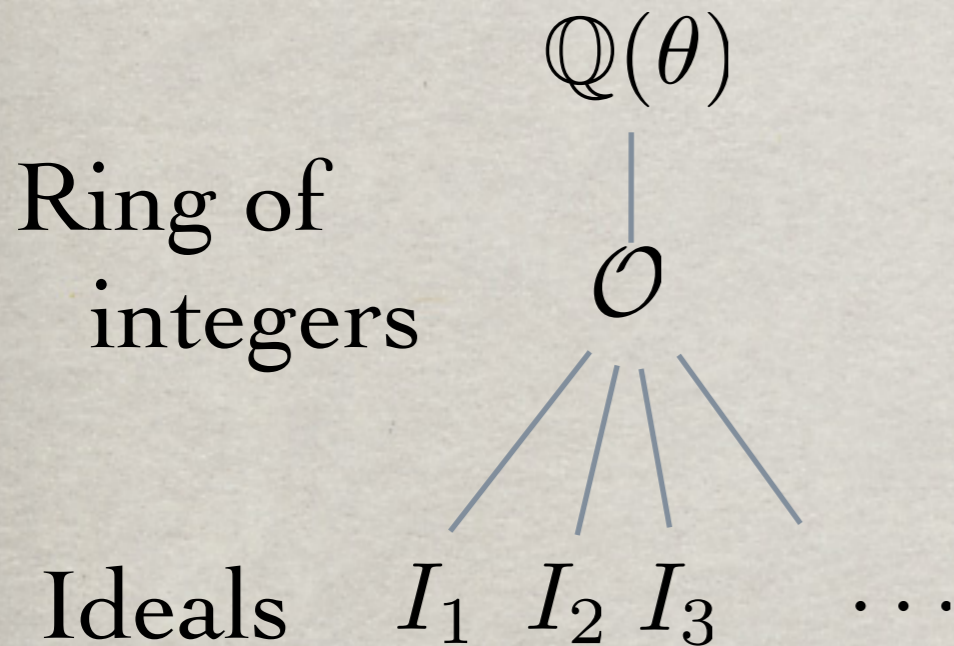 ℚ(θ)
Ring of
integers
𝒪
Ideals I₁ I₂ I₃ ...